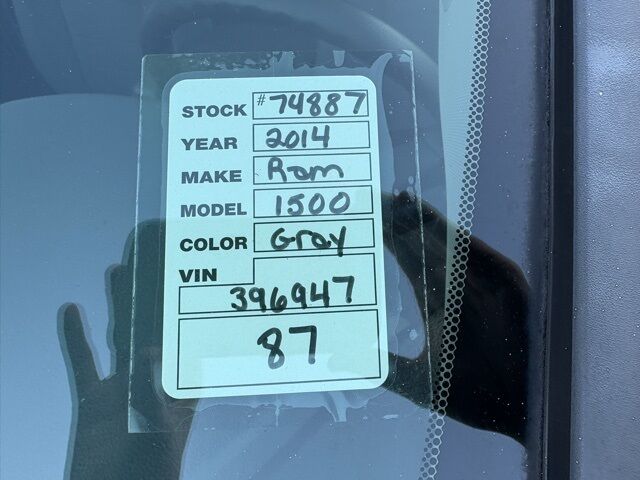 STOCK #74887
YEAR 2014
MAKE Ram
MODEL 1500
COLOR Gray
VIN
396947
87